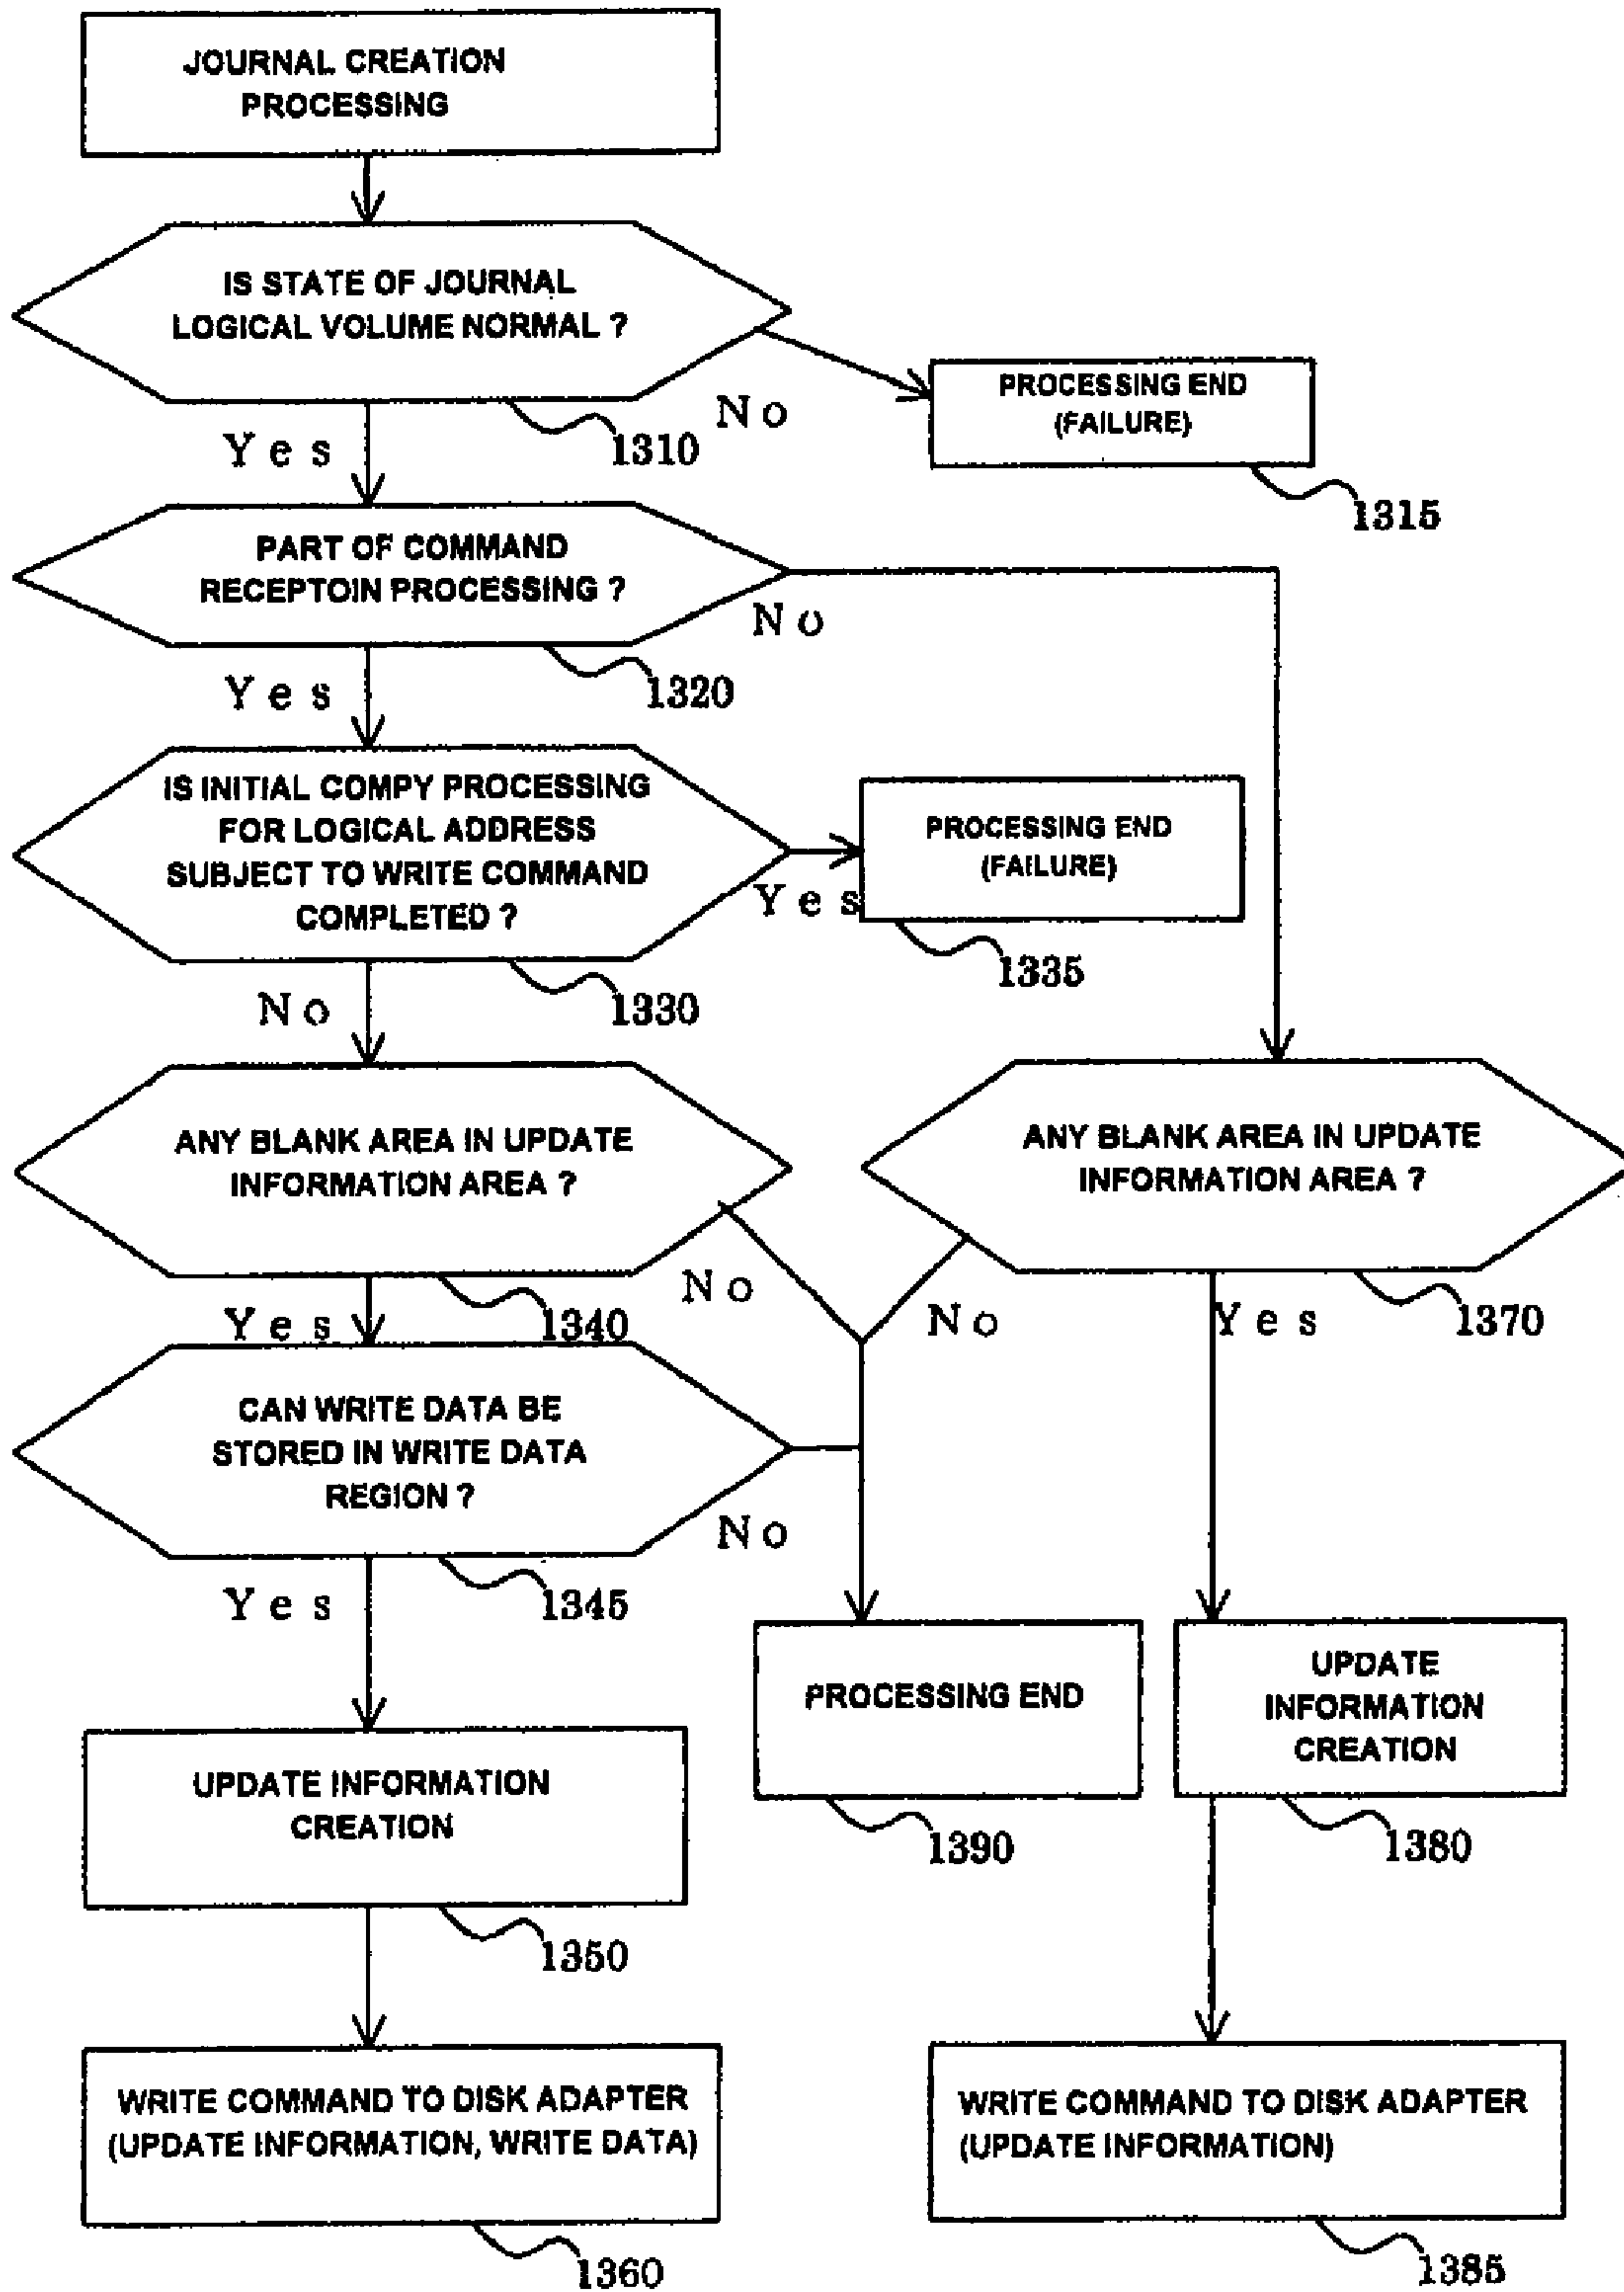 JOURNAL CREATION
PROCESSING
IS STATE OF JOURNAL
LOGICAL VOLUME NORMAL ?
No
PROCESSING END
(FAILURE)
Yes
1310
1315
PART OF COMMAND
RECEPTOIN PROCESSING ?
No
Yes
1320
IS INITIAL COMPY PROCESSING
FOR LOGICAL ADDRESS
SUBJECT TO WRITE COMMAND
COMPLETED ?
Yes
PROCESSING END
(FAILURE)
1335
No
1330
ANY BLANK AREA IN UPDATE
INFORMATION AREA ?
ANY BLANK AREA IN UPDATE
INFORMATION AREA ?
No
No
Yes
1340
Yes
1370
CAN WRITE DATA BE
STORED IN WRITE DATA
REGION ?
No
Yes
1345
UPDATE INFORMATION
CREATION
1350
PROCESSING END
1390
UPDATE
INFORMATION
CREATION
1380
WRITE COMMAND TO DISK ADAPTER
(UPDATE INFORMATION, WRITE DATA)
1360
WRITE COMMAND TO DISK ADAPTER
(UPDATE INFORMATION)
1385